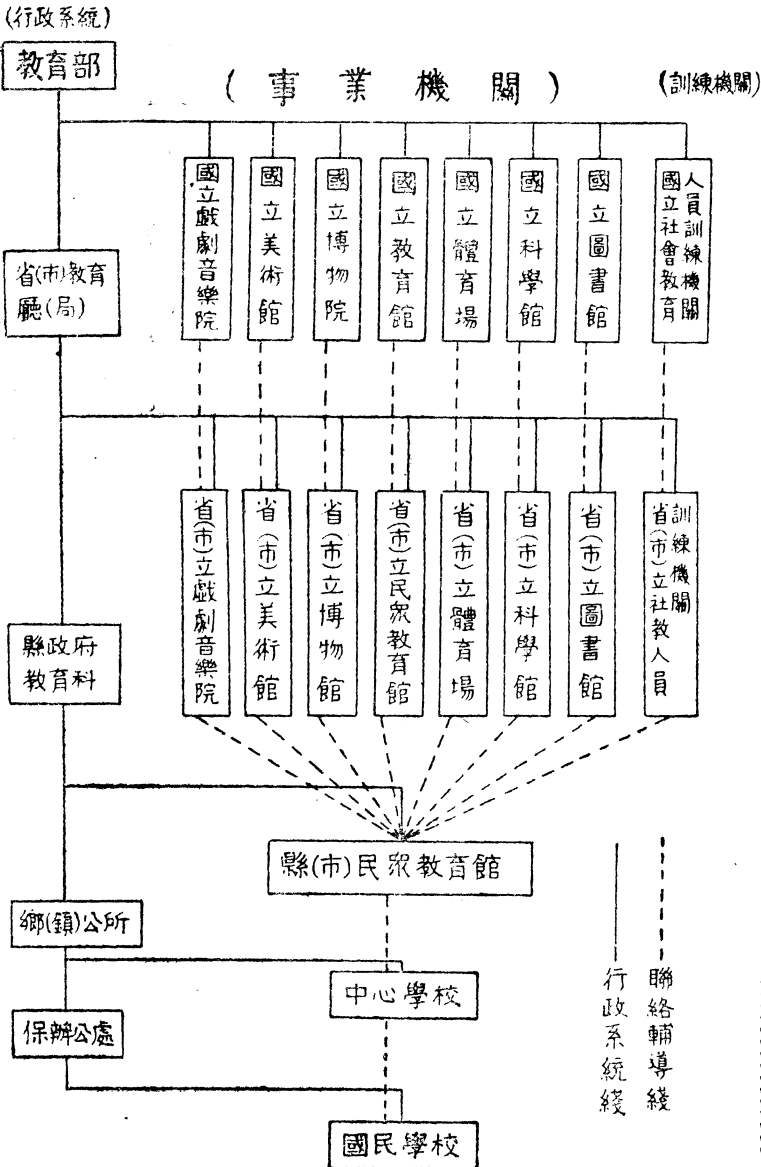 (行政系統)
教育部
(事業機關)
(訓練機關)
國立戲劇音樂院
國立美術館
國立博物院
國立教育館
國立體育場
國立科學館
國立圖書館
國立社會教育
人員訓練機關
省(市)教育
廳(局)
省(市)立戲劇音樂院
省(市)立美術館
省(市)立博物館
省(市)立民眾教育館
省(市)立體育場
省(市)立科學館
省(市)立圖書館
省(市)立社教人員
訓練機關
縣政府
教育科
縣(市)民眾教育館
鄉(鎮)公所
中心學校
保辦公處
國民學校
行政系統綫
聯絡輔導綫